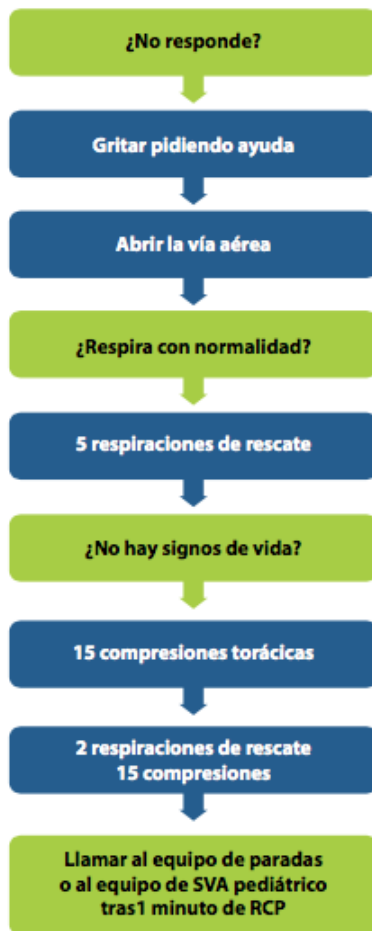 ¿No responde?
Gritar pidiendo ayuda
Abrir la vía aérea
¿Respira con normalidad?
5 respiraciones de rescate
¿No hay signos de vida?
15 compresiones torácicas
2 respiraciones de rescate
15 compresiones
Llamar al equipo de paradas
o al equipo de SVA pediátrico
tras1 minuto de RCP